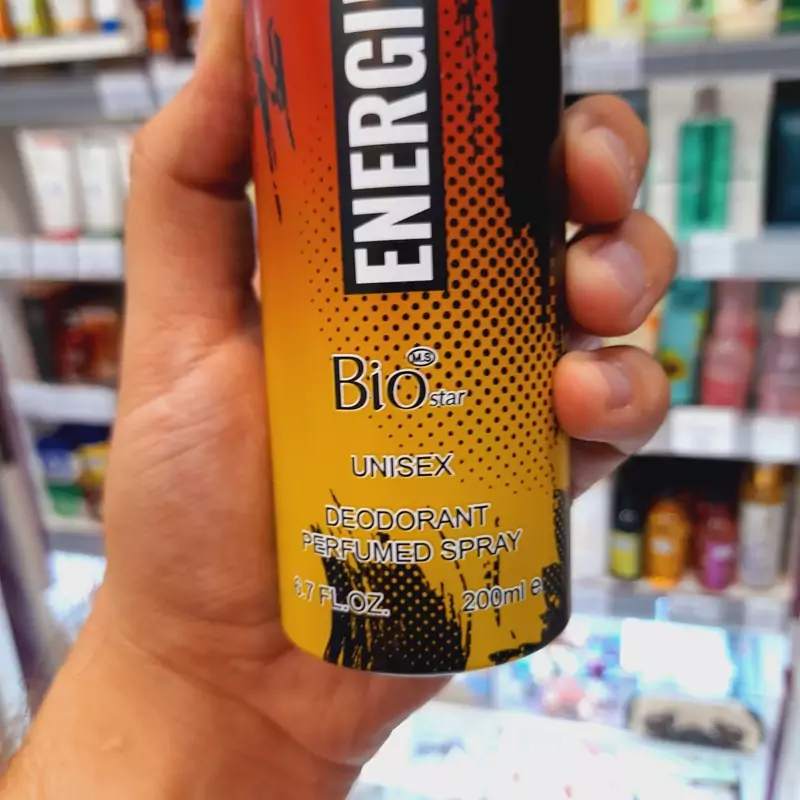 ENERGI
Bio M.S star
UNISEX
DEODORANT
PERFUMED SPRAY
6.7 FL.OZ. 200ml e